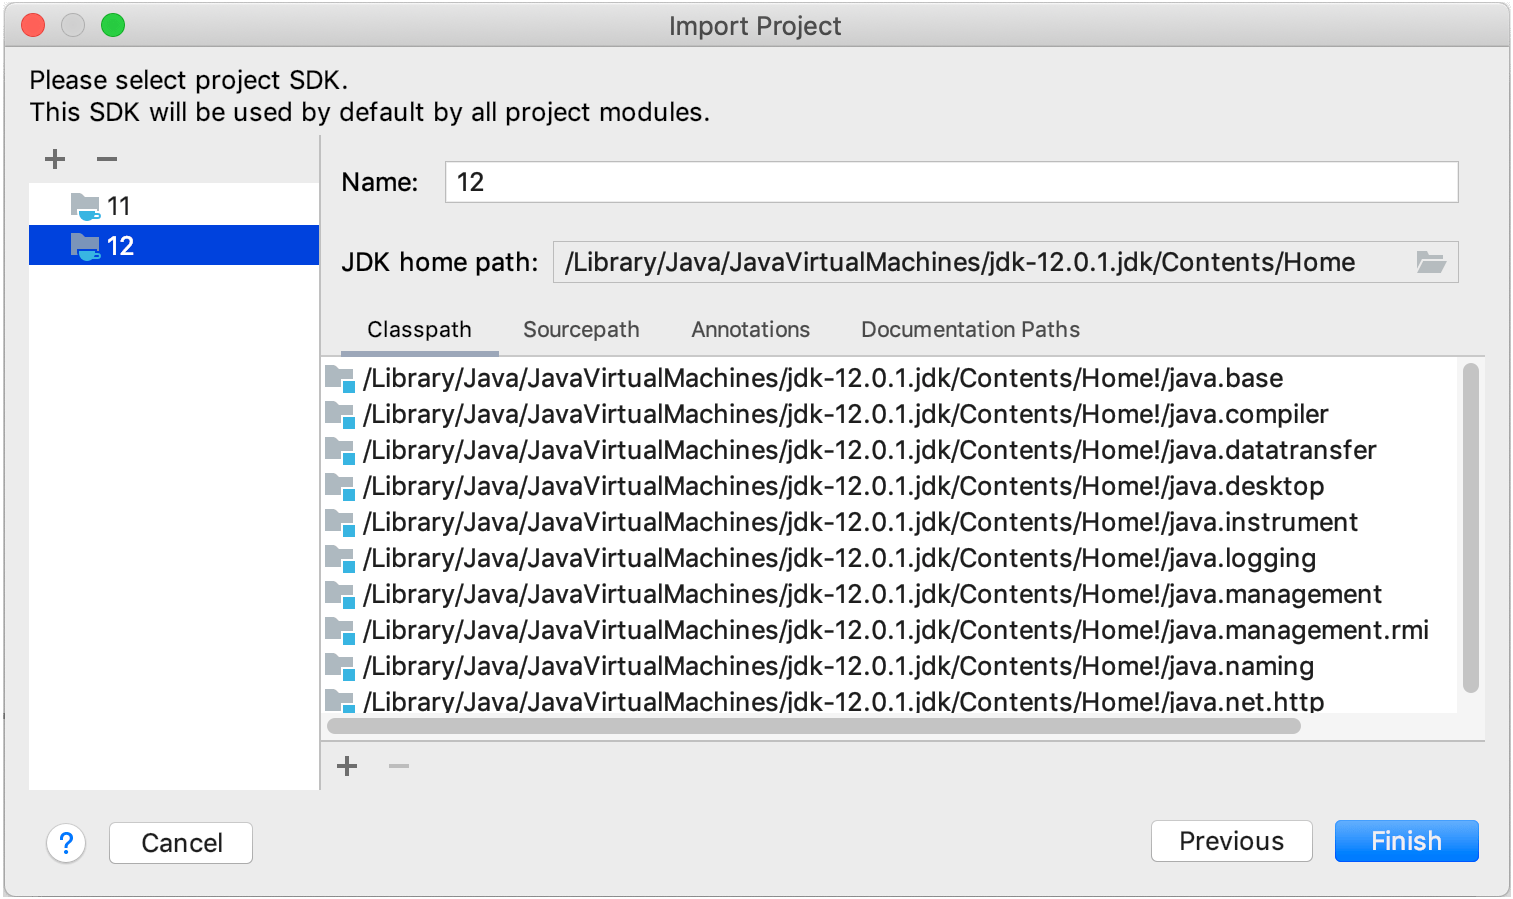 Import Project
Please select project SDK.
This SDK will be used by default by all project modules.
11
12
Name: 12
JDK home path: /Library/Java/JavaVirtualMachines/jdk-12.0.1.jdk/Contents/Home
Classpath Sourcepath Annotations Documentation Paths
/Library/Java/JavaVirtualMachines/jdk-12.0.1.jdk/Contents/Home!/java.base
/Library/Java/JavaVirtualMachines/jdk-12.0.1.jdk/Contents/Home!/java.compiler
/Library/Java/JavaVirtualMachines/jdk-12.0.1.jdk/Contents/Home!/java.datatransfer
/Library/Java/JavaVirtualMachines/jdk-12.0.1.jdk/Contents/Home!/java.desktop
/Library/Java/JavaVirtualMachines/jdk-12.0.1.jdk/Contents/Home!/java.instrument
/Library/Java/JavaVirtualMachines/jdk-12.0.1.jdk/Contents/Home!/java.logging
/Library/Java/JavaVirtualMachines/jdk-12.0.1.jdk/Contents/Home!/java.management
/Library/Java/JavaVirtualMachines/jdk-12.0.1.jdk/Contents/Home!/java.management.rmi
/Library/Java/JavaVirtualMachines/jdk-12.0.1.jdk/Contents/Home!/java.naming
/Library/Java/JavaVirtualMachines/jdk-12.0.1.jdk/Contents/Home!/java.net.http
? Cancel Previous Finish